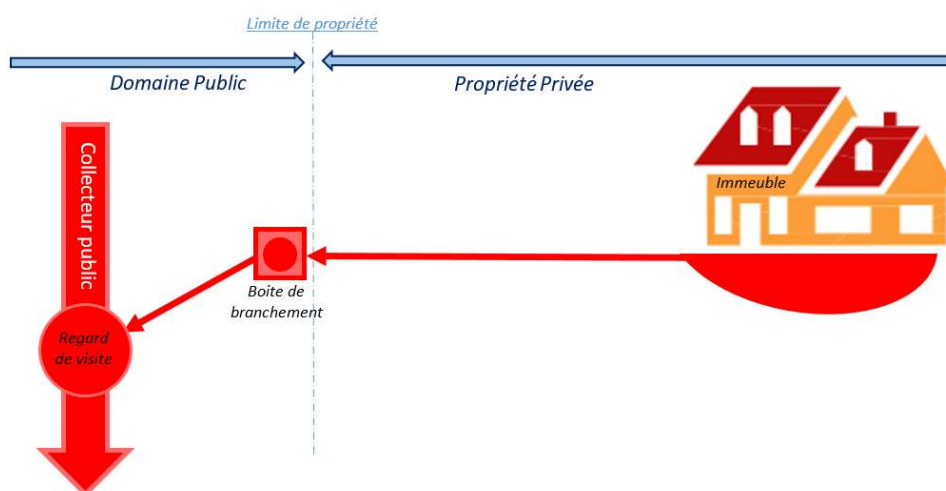 Limite de propriété
Domaine Public
Propriété Privée
Collecteur public
Immeuble
Boite de
branchement
Regard
de visite